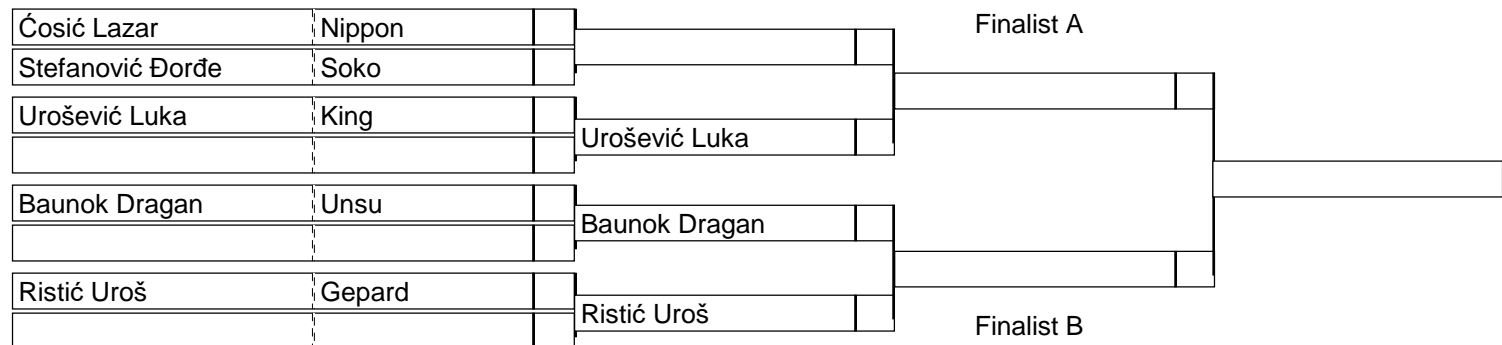 Ćosić Lazar Nippon
Finalist A
Stefanović Đorđe Soko
Urošević Luka King
Urošević Luka
Baunok Dragan Unsu
Baunok Dragan
Ristić Uroš Gepard
Ristić Uroš
Finalist B